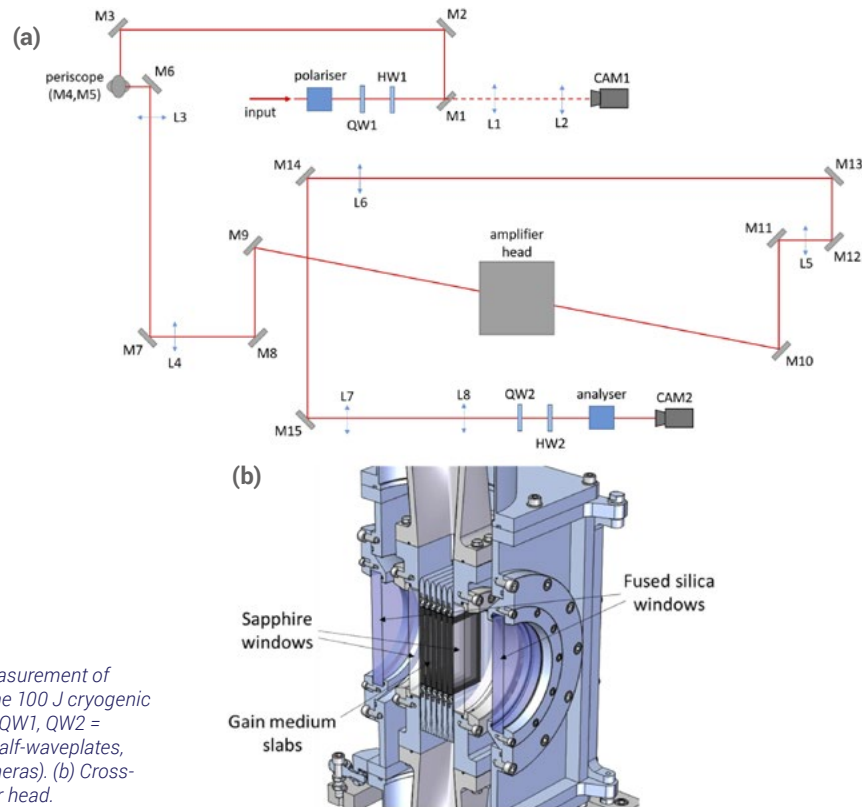 (a)
M3
M2
periscope
(M4,M5)
M6
polariser
HW1
CAM1
input
QW1
M1
L1
L2
L3
M14
M13
L6
M9
amplifier
head
M11
L5
M12
M7
L4
M8
M10
L7
L8
QW2
analyser
CAM2
M15
HW2
(b)
Fused silica
windows
Sapphire
windows
Gain medium
slabs
asurement of
e 100 J cryogenic
QW1, QW2 =
alf-waveplates,
eras). (b) Cross-
r head.